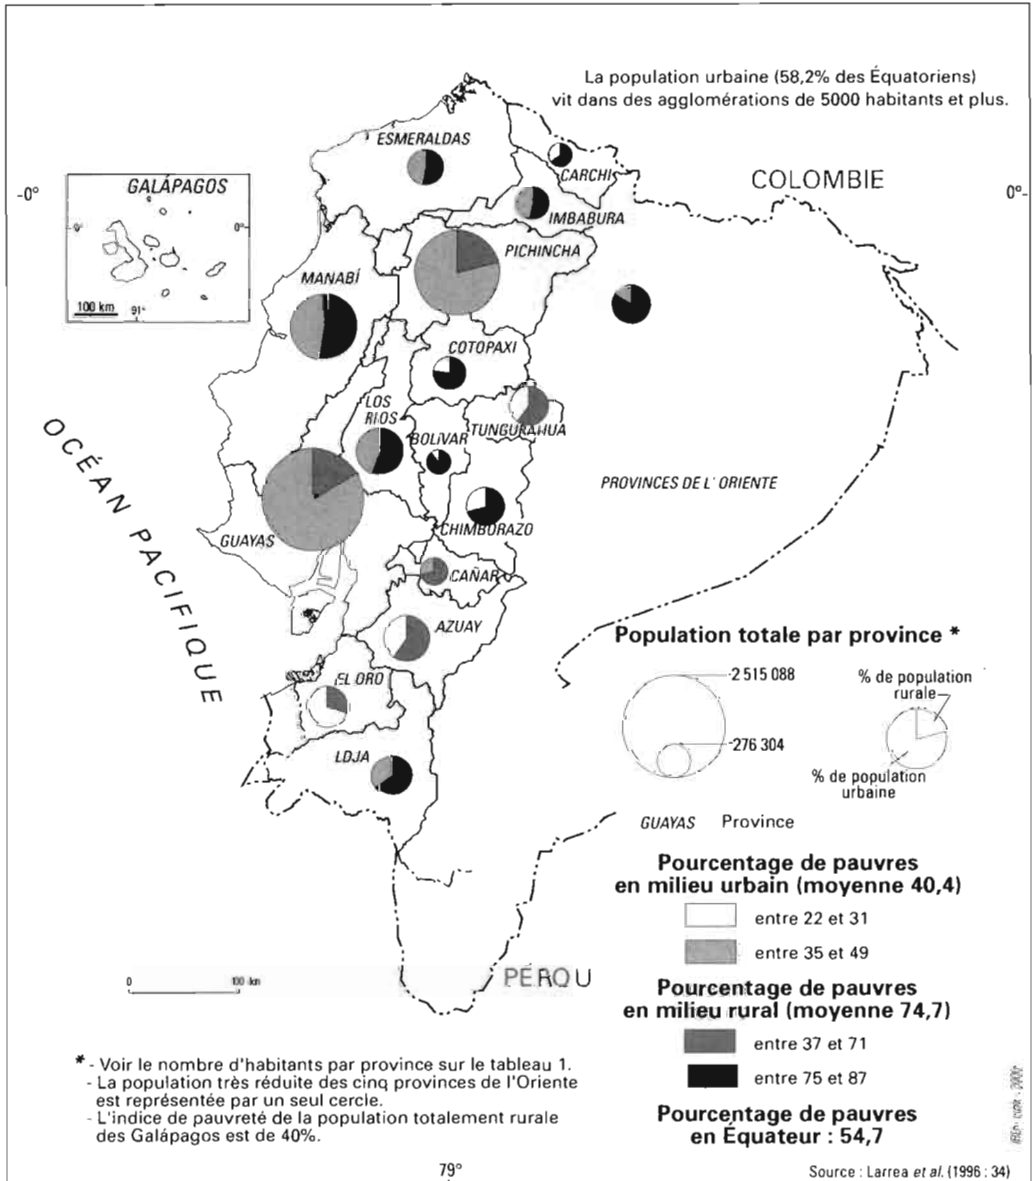 La population urbaine (58,2% des Équatoriens)
vit dans des agglomérations de 5000 habitants et plus.
ESMERALDAS
CARCHI
COLOMBIE
-0°
0°-
GALÁPAGOS
0°
0°
100 km
91°
IMBABURA
PICHINCHA
MANABÍ
COTOPAXI
LOS
RIOS
BOLÍVAR
TUNGURAHUA
PROVINCES DE L'ORIENTE
OCÉAN PACIFIQUE
GUAYAS
CHIMBORAZO
CAÑAR
AZUAY
EL ORO
LOJA
Population totale par province *
2 515 088
276 304
% de population
rurale
% de population
urbaine
GUAYAS Province
Pourcentage de pauvres
en milieu urbain (moyenne 40,4)
entre 22 et 31
entre 35 et 49
PÉROU
0 100 km
Pourcentage de pauvres
en milieu rural (moyenne 74,7)
entre 37 et 71
entre 75 et 87
Pourcentage de pauvres
en Équateur : 54,7
* - Voir le nombre d'habitants par province sur le tableau 1.
- La population très réduite des cinq provinces de l'Oriente
est représentée par un seul cercle.
- L'indice de pauvreté de la population totalement rurale
des Galápagos est de 40%.
79°
Source : Larrea et al. (1996 : 34)